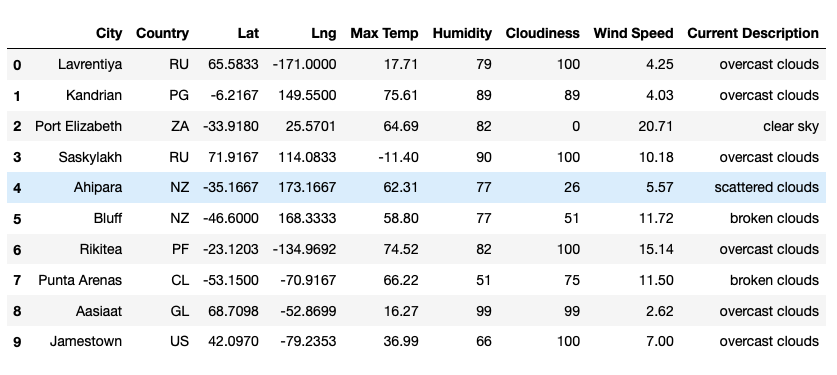 City Country Lat Lng Max Temp Humidity Cloudiness Wind Speed Current Description
0 Lavrentiya RU 65.5833 -171.0000 17.71 79 100 4.25 overcast clouds
1 Kandrian PG -6.2167 149.5500 75.61 89 89 4.03 overcast clouds
2 Port Elizabeth ZA -33.9180 25.5701 64.69 82 0 20.71 clear sky
3 Saskylakh RU 71.9167 114.0833 -11.40 90 100 10.18 overcast clouds
4 Ahipara NZ -35.1667 173.1667 62.31 77 26 5.57 scattered clouds
5 Bluff NZ -46.6000 168.3333 58.80 77 51 11.72 broken clouds
6 Rikitea PF -23.1203 -134.9692 74.52 82 100 15.14 overcast clouds
7 Punta Arenas CL -53.1500 -70.9167 66.22 51 75 11.50 broken clouds
8 Aasiaat GL 68.7098 -52.8699 16.27 99 99 2.62 overcast clouds
9 Jamestown US 42.0970 -79.2353 36.99 66 100 7.00 overcast clouds